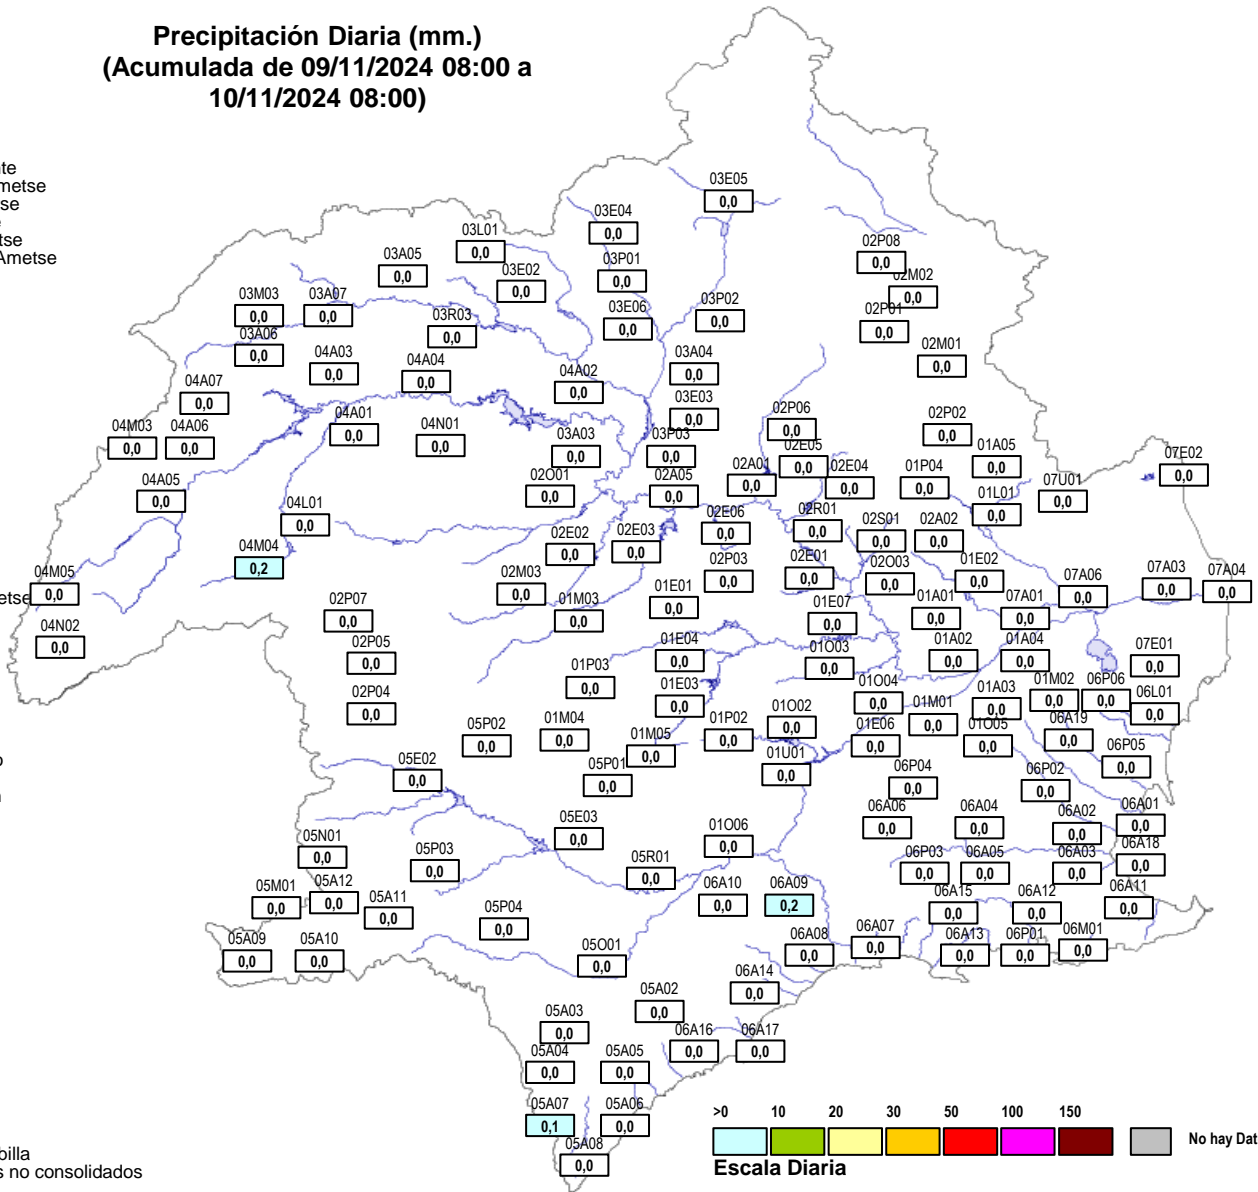 Precipitación Diaria (mm.)
(Acumulada de 09/11/2024 08:00 a
10/11/2024 08:00)
03E05
0,0
03E04
0,0
03L01
0,0
03A05
0,0
03E02
0,0
03P01
0,0
02P08
0,0
02M02
0,0
03M03
0,0
03A07
0,0
03R03
0,0
03E06
0,0
03P02
0,0
02P01
0,0
03A06
0,0
04A03
0,0
04A04
0,0
04A02
0,0
03A04
0,0
02M01
0,0
04A07
0,0
03E03
0,0
04M03
0,0
04A06
0,0
04A01
0,0
04N01
0,0
03A03
0,0
03P03
0,0
02P06
0,0
02E05
0,0
02P02
0,0
01A05
0,0
07E02
0,0
04A05
0,0
02O01
0,0
02A05
0,0
02A01
0,0
02E04
0,0
01P04
0,0
01L01
0,0
07U01
0,0
04L01
0,0
02E06
0,0
02R01
0,0
02S01
0,0
02A02
0,0
04M04
0,2
02E02
0,0
02E03
0,0
02P03
0,0
02E01
0,0
02O03
0,0
01E02
0,0
04M05
0,0
02M03
0,0
01M03
0,0
01E01
0,0
01E07
0,0
01A01
0,0
07A01
0,0
07A06
0,0
07A03
0,0
07A04
0,0
04N02
0,0
02P07
0,0
02P05
0,0
02P04
0,0
01E04
0,0
01P03
0,0
01E03
0,0
01O03
0,0
01A02
0,0
01A04
0,0
07E01
0,0
01O04
0,0
01M01
0,0
01A03
0,0
01M02
0,0
06P06
0,0
06L01
0,0
05P02
0,0
01M04
0,0
01M05
0,0
01P02
0,0
01O02
0,0
01E06
0,0
01O05
0,0
06A19
0,0
06P05
0,0
05E02
0,0
05P01
0,0
01U01
0,0
06P04
0,0
06P02
0,0
05E03
0,0
01O06
0,0
06A06
0,0
06A04
0,0
06A02
0,0
06A01
0,0
05N01
0,0
05P03
0,0
05R01
0,0
06P03
0,0
06A05
0,0
06A03
0,0
06A18
0,0
05M01
0,0
05A12
0,0
05A11
0,0
06A10
0,0
06A09
0,2
06A15
0,0
06A12
0,0
06A11
0,0
05P04
0,0
05A09
0,0
05A10
0,0
05O01
0,0
06A08
0,0
06A07
0,0
06A13
0,0
06P01
0,0
06M01
0,0
05A02
0,0
06A14
0,0
05A03
0,0
06A16
0,0
06A17
0,0
05A04
0,0
05A05
0,0
05A07
0,1
05A06
0,0
05A08
0,0
>0 10 20 30 50 100 150
No hay Dat
Escala Diaria
nte
metse
tse
Ametse
etse
billa
s no consolidados